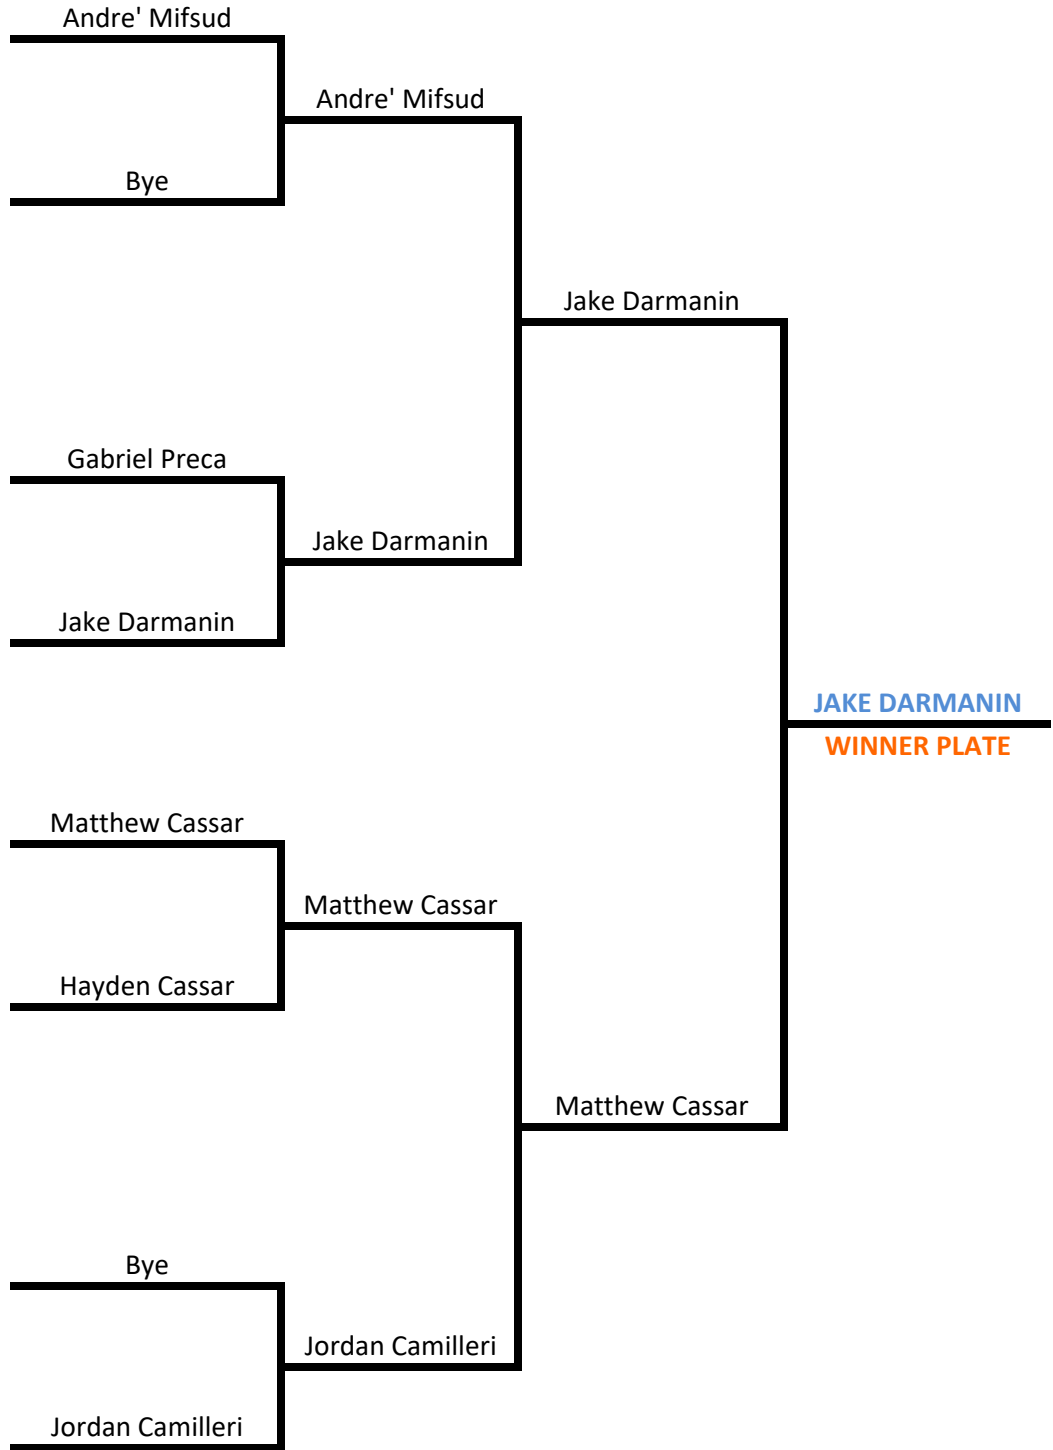 Andre' Mifsud
Andre' Mifsud
Bye
Jake Darmanin
Gabriel Preca
Jake Darmanin
Jake Darmanin
JAKE DARMANIN
WINNER PLATE
Matthew Cassar
Matthew Cassar
Hayden Cassar
Matthew Cassar
Bye
Jordan Camilleri
Jordan Camilleri